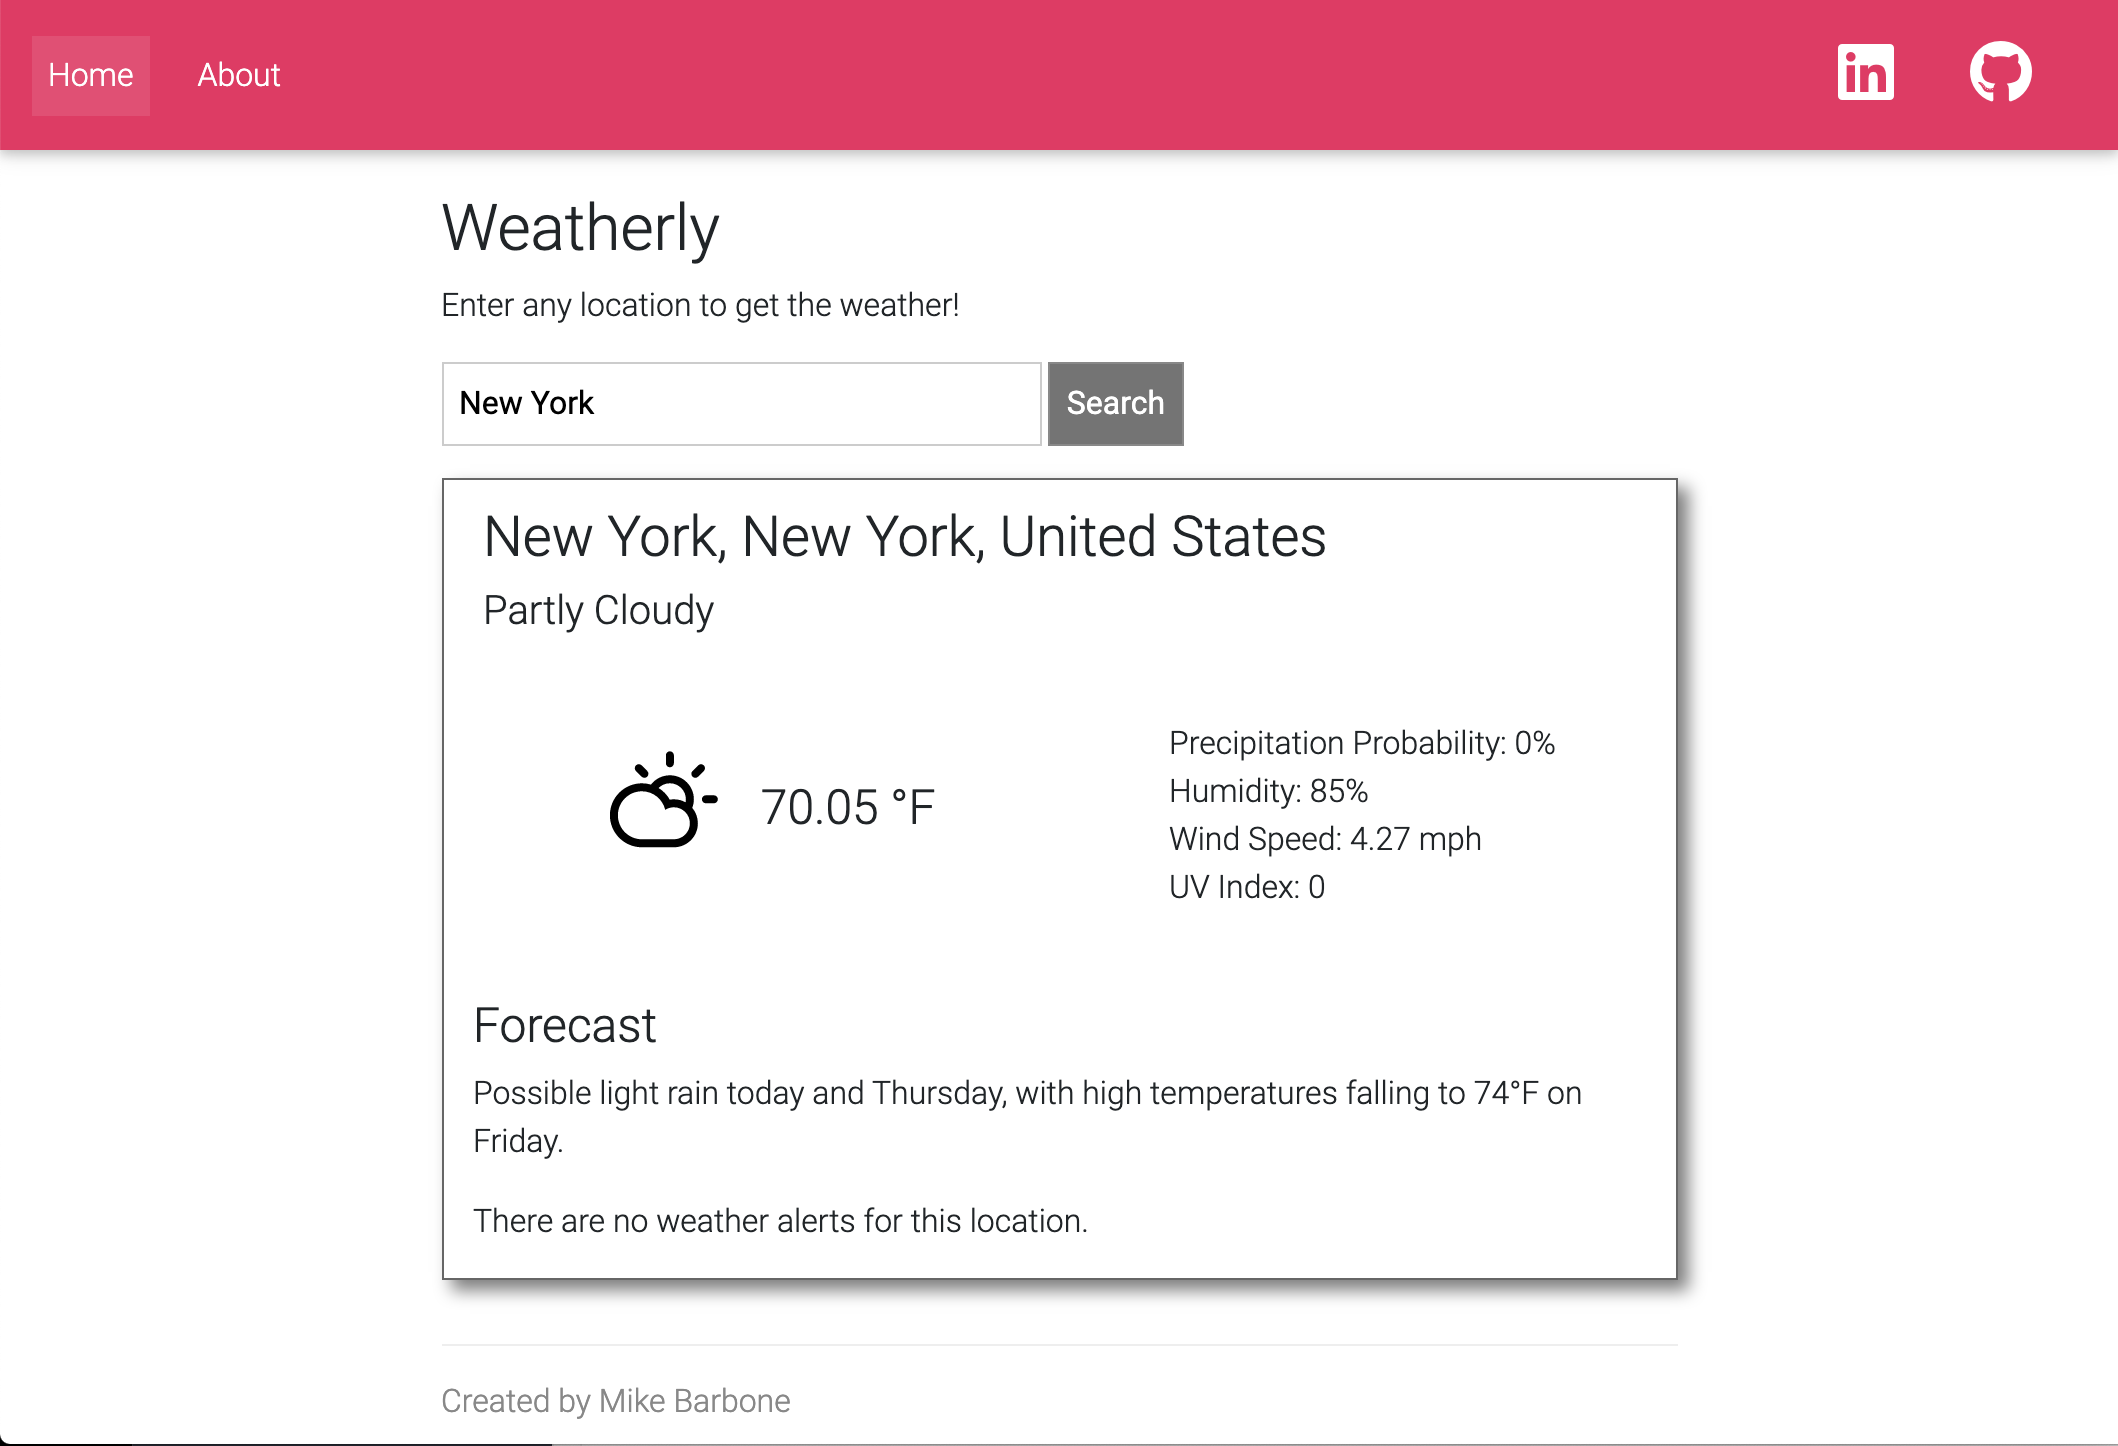 Home About in
Weatherly
Enter any location to get the weather!
New York Search
New York, New York, United States
Partly Cloudy
70.05 °F
Precipitation Probability: 0%
Humidity: 85%
Wind Speed: 4.27 mph
UV Index: 0
Forecast
Possible light rain today and Thursday, with high temperatures falling to 74°F on
Friday.
There are no weather alerts for this location.
Created by Mike Barbone